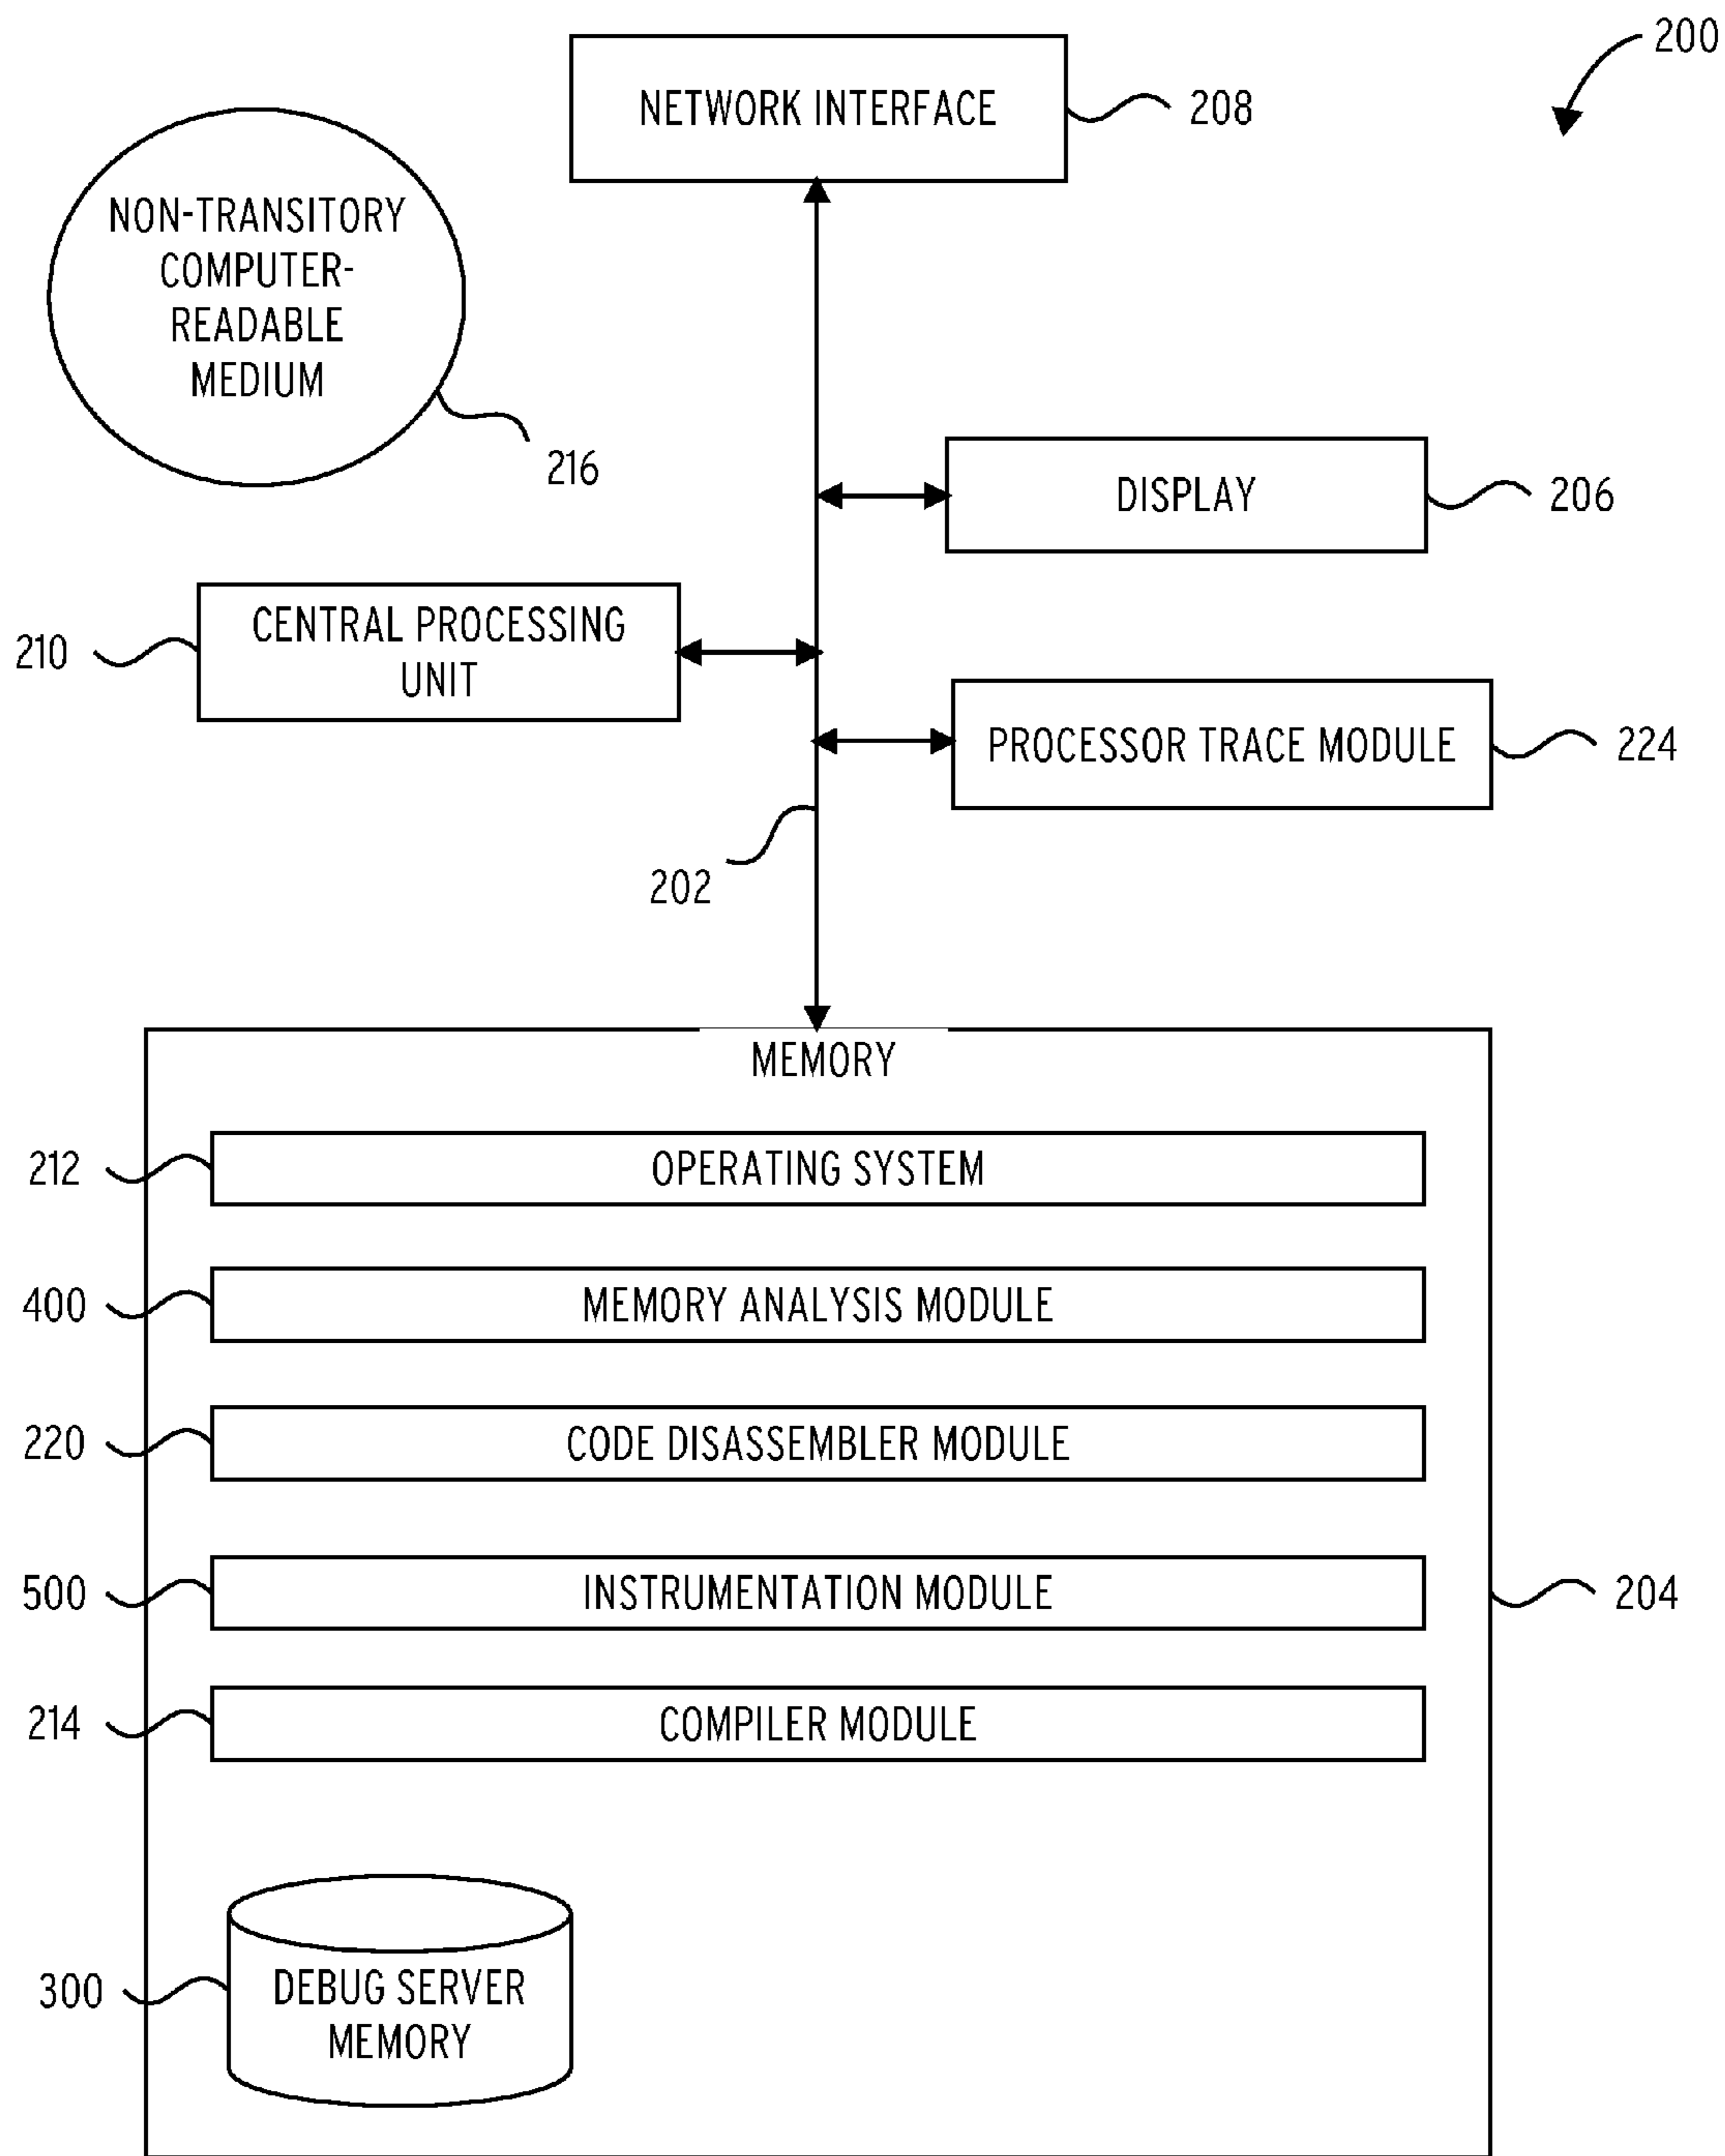 200
NETWORK INTERFACE
208
NON-TRANSITORY
COMPUTER-
READABLE
MEDIUM
216
DISPLAY
206
210
CENTRAL PROCESSING
UNIT
PROCESSOR TRACE MODULE
224
202
MEMORY
212
OPERATING SYSTEM
400
MEMORY ANALYSIS MODULE
220
CODE DISASSEMBLER MODULE
500
INSTRUMENTATION MODULE
204
214
COMPILER MODULE
300
DEBUG SERVER
MEMORY